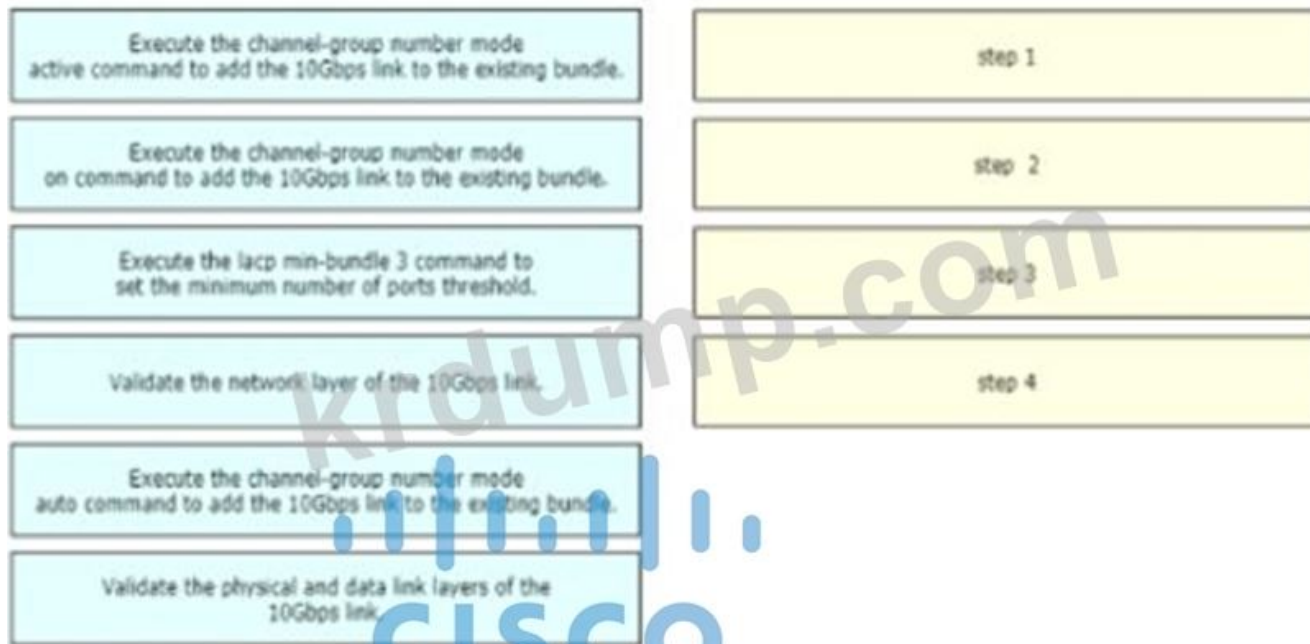 Execute the channel-group number mode
active command to add the 10Gbps link to the existing bundle.
step 1
Execute the channel-group number mode
on command to add the 10Gbps link to the existing bundle.
step 2
Execute the lacp min-bundle 3 command to
set the minimum number of ports threshold.
step 3
Validate the network layer of the 10Gbps link.
step 4
Execute the channel-group number mode
auto command to add the 10Gbps link to the existing bundle.
Validate the physical and data link layers of the
10Gbps link.
krdump.com
CISCO